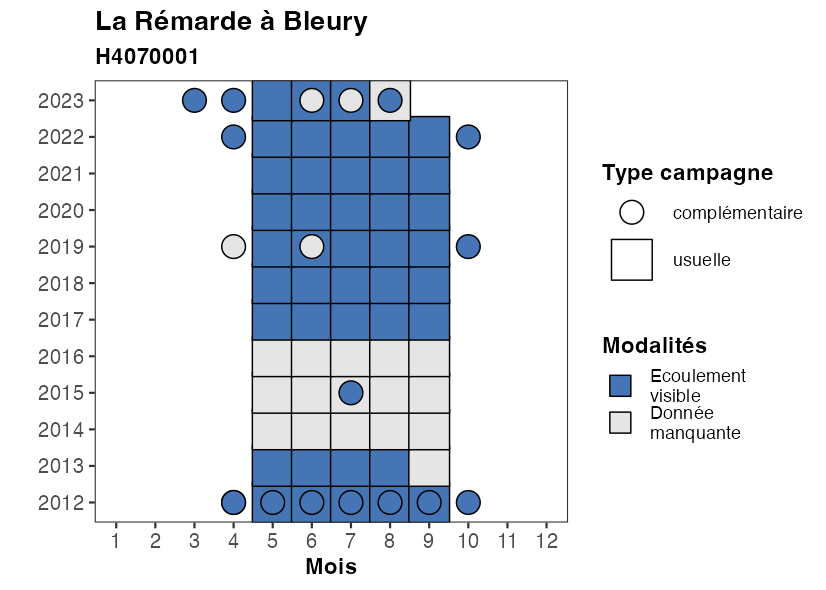 La Rémarde à Bleury
H4070001
2023
2022
2021
2020
2019
2018
2017
2016
2015
2014
2013
2012
1 2 3 4 5 6 7 8 9 10 11 12
Mois
Type campagne
complémentaire
usuelle
Modalités
Ecoulement
visible
Donnée
manquante